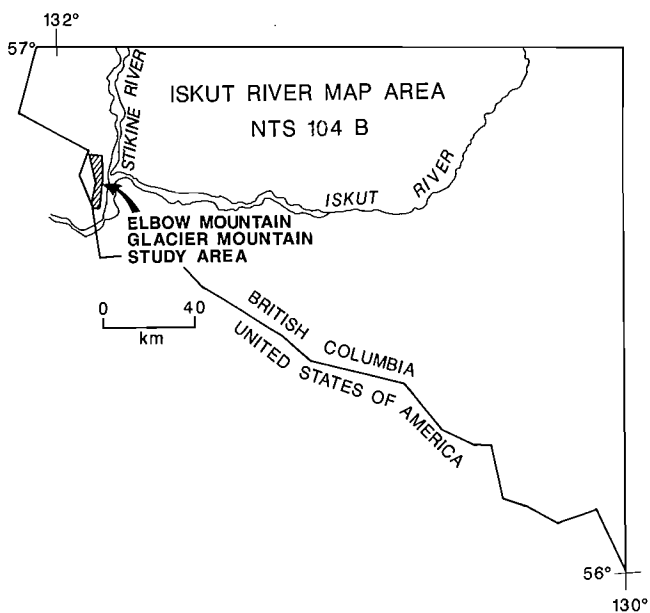 132°
57°
ISKUT RIVER MAP AREA
NTS 104 B
STIKINE RIVER
ISKUT RIVER
ELBOW MOUNTAIN
GLACIER MOUNTAIN
STUDY AREA
0 40
km
BRITISH COLUMBIA
UNITED STATES OF AMERICA
56°
130°